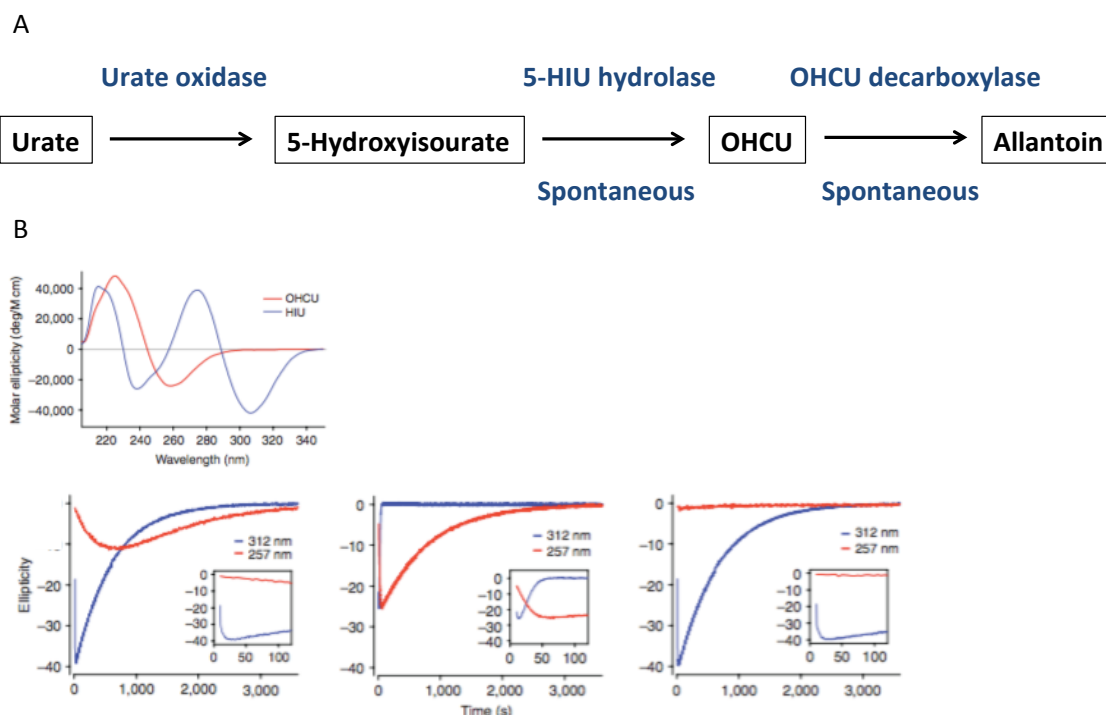 A
Urate oxidase
5-HIU hydrolase
OHCU decarboxylase
Urate
5-Hydroxyisourate
OHCU
Allantoin
Spontaneous
Spontaneous
B
Molar ellipticity (deg/M cm)
40,000
20,000
0
−20,000
−40,000
OHCU
HIU
220 240 260 280 300 320 340
Wavelength (nm)
Ellipticity
0
−10
−20
−30
−40
312 nm
257 nm
0
−10
−20
−30
−40
0 50 100
0 1,000 2,000 3,000
0
−10
−20
−30
−40
312 nm
257 nm
0
−10
−20
−30
−40
0 50 100
0 1,000 2,000 3,000
Time (s)
0
−10
−20
−30
−40
312 nm
257 nm
0
−10
−20
−30
−40
0 50 100
0 1,000 2,000 3,000